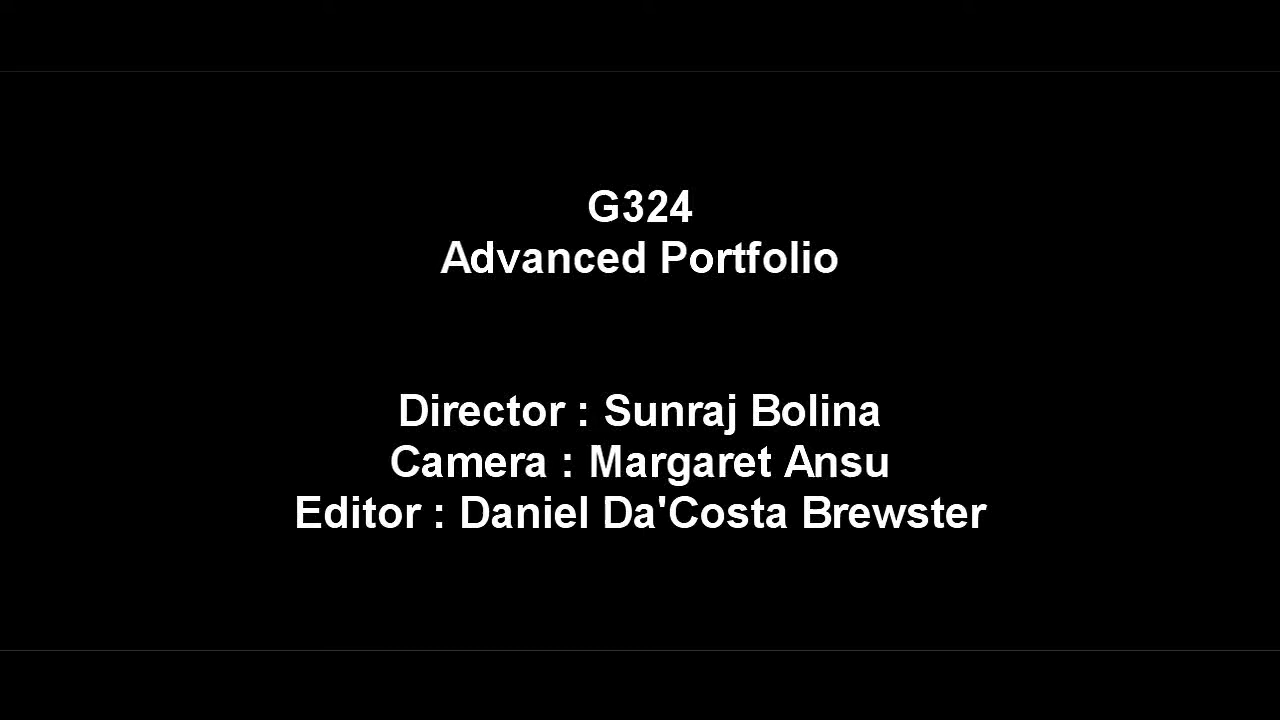 G324
Advanced Portfolio
Director : Sunraj Bolina
Camera : Margaret Ansu
Editor : Daniel Da'Costa Brewster